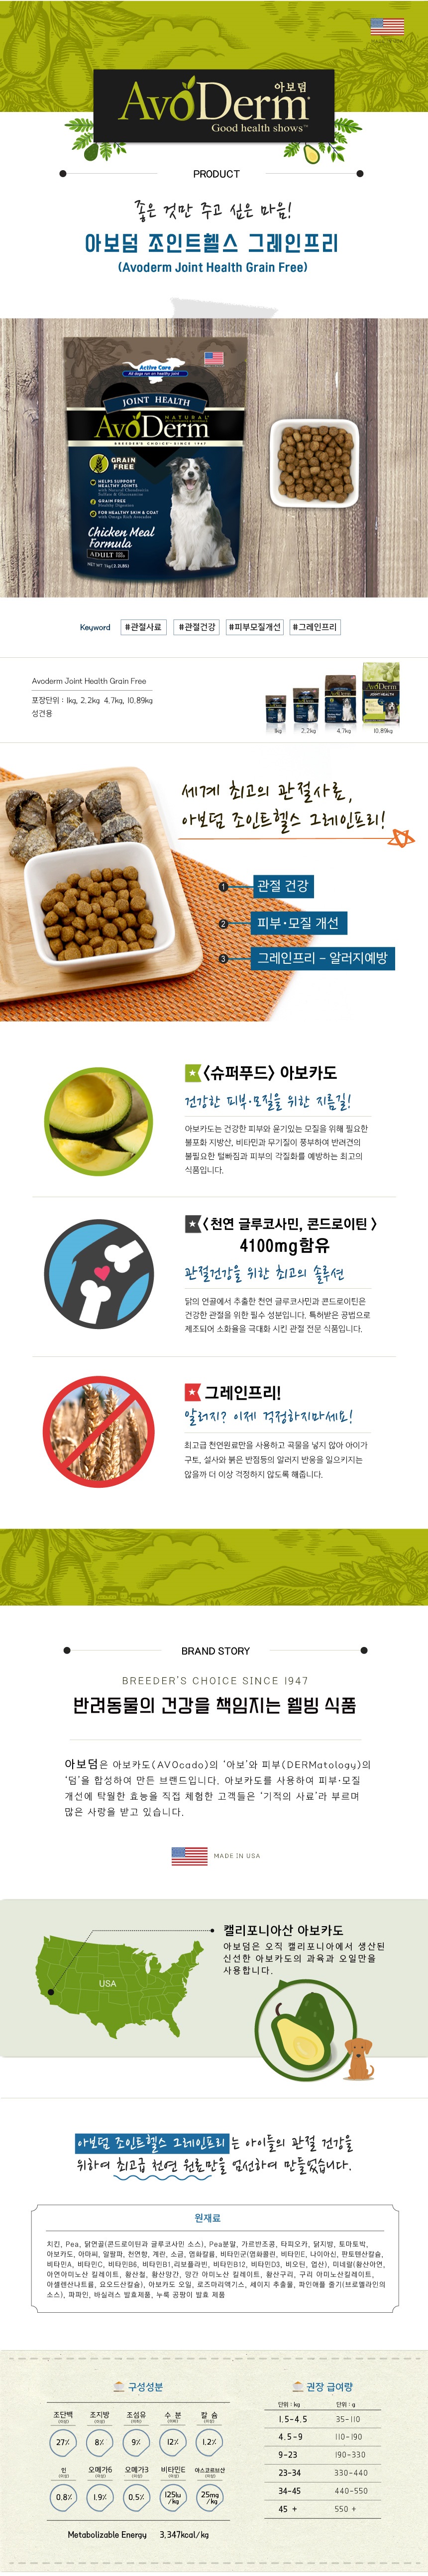 아보덤
AvoDerm
Good health shows™
PRODUCT
좋은 것만 주고 싶은 마음!
아보덤 조인트헬스 그레인프리
(Avoderm Joint Health Grain Free)
Active Care
JOINT HEALTH
NATURAL
AvoDerm
BREEDER'S CHOICE SINCE 1947
GRAIN FREE
HELPS SUPPORT HEALTHY JOINTS
GRAIN FREE
FOR HEALTHY SKIN & COAT
Chicken Meal
Formula
ADULT
NET WT 1kg(2.2LBS)
Keyword #관절사료 #관절건강 #피부모질개선 #그레인프리
Avoderm Joint Health Grain Free
포장단위 : 1kg, 2.2kg 4.7kg, 10.89kg
성견용
1kg 2.2kg 4.7kg 10.89kg
세계 최고의 관절사료,
아보덤 조인트헬스 그레인프리!
1 관절 건강
2 피부·모질 개선
3 그레인프리 - 알러지예방
<슈퍼푸드> 아보카도
건강한 피부·모질을 위한 지름길!
아보카도는 건강한 피부와 윤기있는 모질을 위해 필요한
불포화 지방산, 비타민과 무기질이 풍부하여 반려견의
불필요한 털빠짐과 피부의 각질화를 예방하는 최고의
식품입니다.
<천연 글루코사민, 콘드로이틴>
4100mg함유
관절건강을 위한 최고의 솔루션
닭의 연골에서 추출한 천연 글루코사민과 콘드로이틴은
건강한 관절을 위한 필수 성분입니다. 특허받은 공법으로
제조되어 소화율을 극대화 시킨 관절 전문 식품입니다.
그레인프리!
알러지? 이제 걱정하지마세요!
최고급 천연원료만을 사용하고 곡물을 넣지 않아 아이가
구토, 설사와 붉은 반점등의 알러지 반응을 일으키지는
않을까 더 이상 걱정하지 않도록 해줍니다.
BRAND STORY
BREEDER'S CHOICE SINCE 1947
반려동물의 건강을 책임지는 웰빙 식품
아보덤은 아보카도(AVOcado)의 '아보'와 피부(DERMatology)의
'덤'을 합성하여 만든 브랜드입니다. 아보카도를 사용하여 피부·모질
개선에 탁월한 효능을 직접 체험한 고객들은 '기적의 사료'라 부르며
많은 사랑을 받고 있습니다.
MADE IN USA
캘리포니아산 아보카도
아보덤은 오직 캘리포니아에서 생산된
신선한 아보카도의 과육과 오일만을
사용합니다.
USA
아보덤 조인트헬스 그레인프리는 아이들의 관절 건강을
위하여 최고급 천연 원료만을 엄선하여 만들었습니다.
원재료
치킨, Pea, 닭연골(콘드로이틴과 글루코사민 소스), Pea분말, 가르반조콩, 타피오카, 닭지방, 토마토박,
아보카도, 아마씨, 알팔파, 천연향, 계란, 소금, 염화칼륨, 비타민군(염화콜린, 비타민E, 나이아신, 판토텐산칼슘,
비타민A, 비타민C, 비타민B6, 비타민B1,리보플라빈, 비타민B12, 비타민D3, 비오틴, 엽산), 미네랄(황산아연,
아연아미노산 킬레이트, 황산철, 황산망간, 망간 아미노산 킬레이트, 황산구리, 구리 아미노산킬레이트,
아셀렌산나트륨, 요오드산칼슘), 아보카도 오일, 로즈마리엑기스, 세이지 추출물, 파인애플 줄기(브로멜라인의
소스), 파파인, 바실러스 발효제품, 누룩 곰팡이 발효 제품
구성성분
조단백 조지방 조섬유 수 분 칼 슘
27% 8% 9% 12% 1.2%
인 오메가6 오메가3 비타민E 아스코르브산
0.8% 1.9% 0.5% 125Iu/kg 25mg/kg
Metabolizable Energy 3,347kcal/kg
권장 급여량
단위 : kg 단위 : g
1.5-4.5 35-110
4.5-9 110-190
9-23 190-330
23-34 330-440
34-45 440-550
45 + 550 +